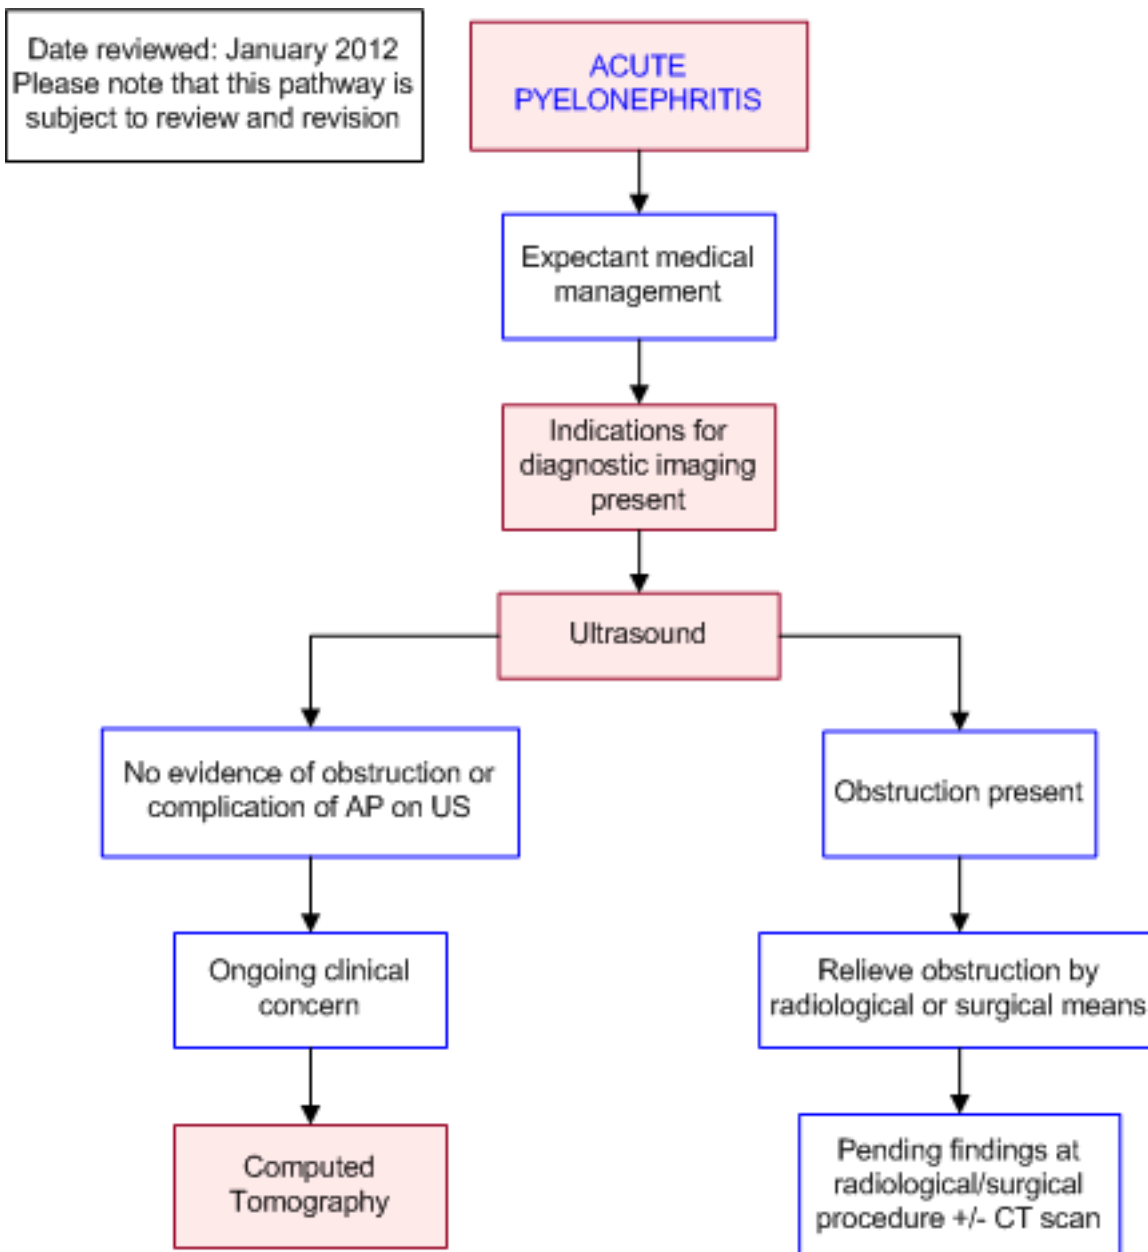 Date reviewed: January 2012
Please note that this pathway is
subject to review and revision
ACUTE
PYELONEPHRITIS
Expectant medical
management
Indications for
diagnostic imaging
present
Ultrasound
No evidence of obstruction or
complication of AP on US
Obstruction present
Ongoing clinical
concern
Relieve obstruction by
radiological or surgical means
Computed
Tomography
Pending findings at
radiological/surgical
procedure +/- CT scan